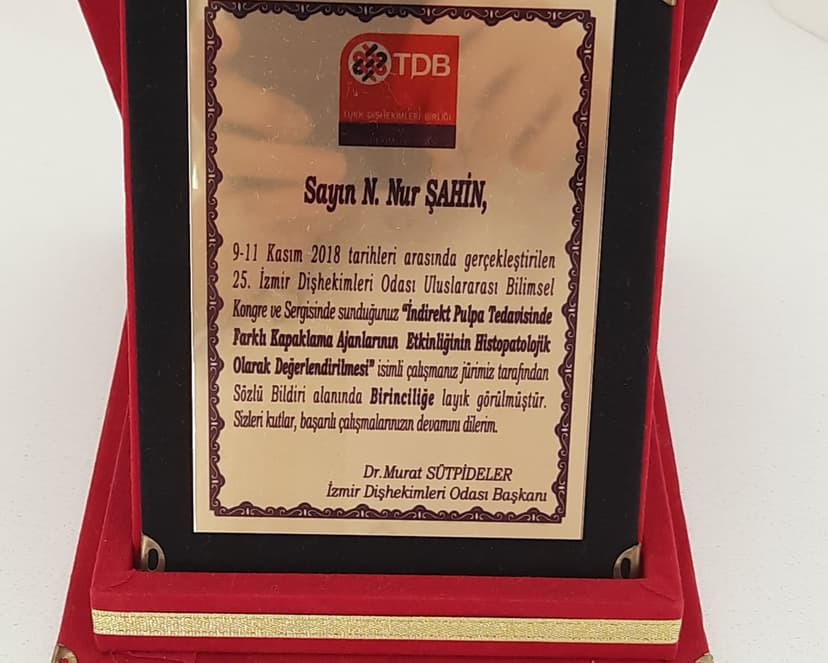 TDB
TÜRK DİŞHEKİMLERİ BİRLİĞİ
Sayın N. Nur ŞAHİN,
9-11 Kasım 2018 tarihleri arasında gerçekleştirilen
25. İzmir Dişhekimleri Odası Uluslararası Bilimsel
Kongre ve Sergisinde sunduğunuz "İndirekt Pulpa Tedavisinde
Farklı Kapaklama Ajanlarının Etkinliğinin Histopatolojik
Olarak Değerlendirilmesi" isimli çalışmanız jürimiz tarafından
Sözlü Bildiri alanında Birinciliğe layık görülmüştür.
Sizleri kutlar, başarılı çalışmalarınızın devamını dilerim.
Dr.Murat SÜTPİDELER
İzmir Dişhekimleri Odası Başkanı